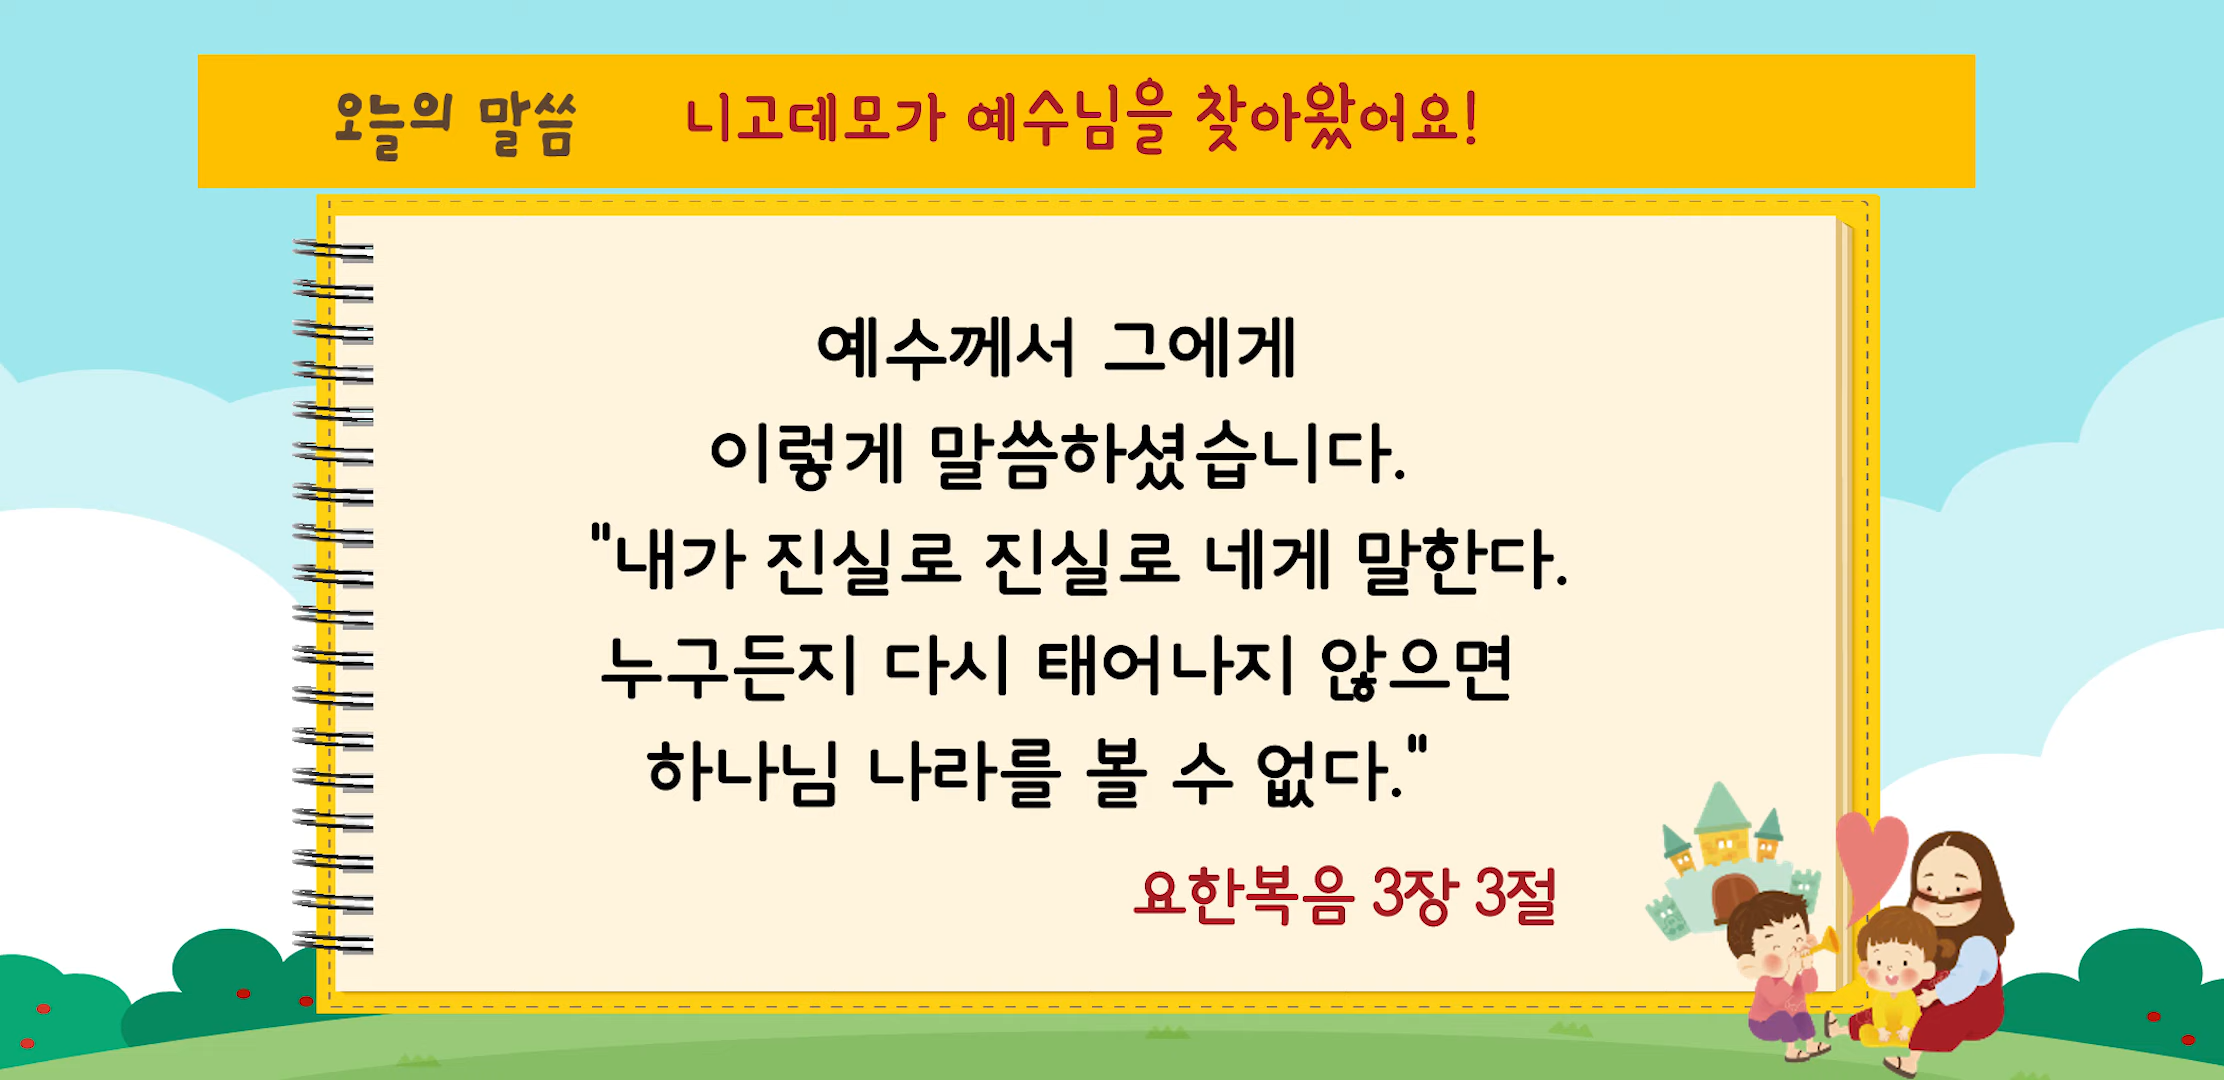 오늘의 말씀 니고데모가 예수님을 찾아왔어요!
예수께서 그에게
이렇게 말씀하셨습니다.
"내가 진실로 진실로 네게 말한다.
누구든지 다시 태어나지 않으면
하나님 나라를 볼 수 없다."
요한복음 3장 3절